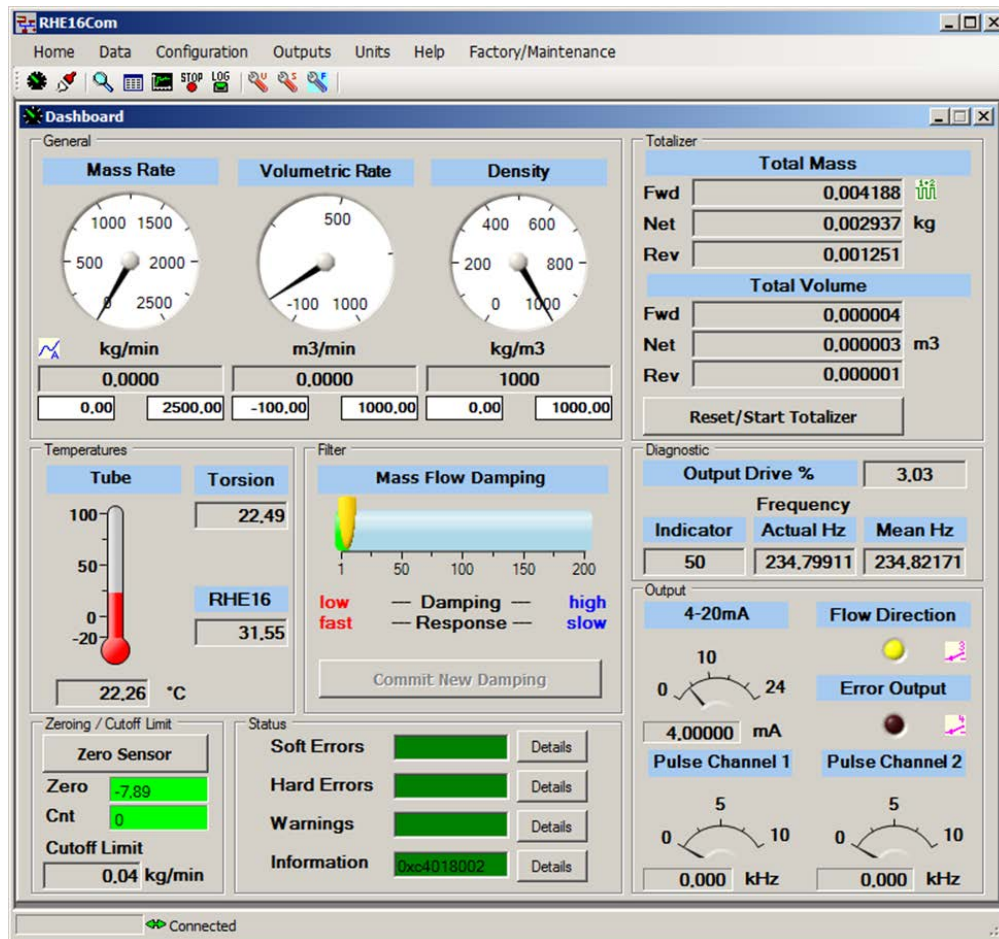 RHE16Com
Home Data Configuration Outputs Units Help Factory/Maintenance
STOP LOG U S F
Dashboard
General
Mass Rate Volumetric Rate Density
0 500 1000 1500 2000 2500
-100 500 1000
0 200 400 600 800 1000
kg/min m3/min kg/m3
0,0000 0,0000 1000
0,00 2500,00 -100,00 1000,00 0,00 1000,00
Totalizer
Total Mass
Fwd 0,004188
Net 0,002937 kg
Rev 0,001251
Total Volume
Fwd 0,000004
Net 0,000003 m3
Rev 0,000001
Reset/Start Totalizer
Temperatures
Tube Torsion
22,49
100
50
0
-20
RHE16
31,55
22,26 °C
Filter
Mass Flow Damping
1 50 100 150 200
low --- Damping --- high
fast --- Response --- slow
Commit New Damping
Diagnostic
Output Drive % 3,03
Frequency
Indicator Actual Hz Mean Hz
50 234,79911 234,82171
Output
4-20mA Flow Direction
0 10 24
3
Error Output
4
4,00000 mA
Pulse Channel 1 Pulse Channel 2
0 5 10 0 5 10
0,000 kHz 0,000 kHz
Zeroing / Cutoff Limit
Zero Sensor
Zero -7,89
Cnt 0
Cutoff Limit
0,04 kg/min
Status
Soft Errors Details
Hard Errors Details
Warnings Details
Information 0xc4018002 Details
Connected